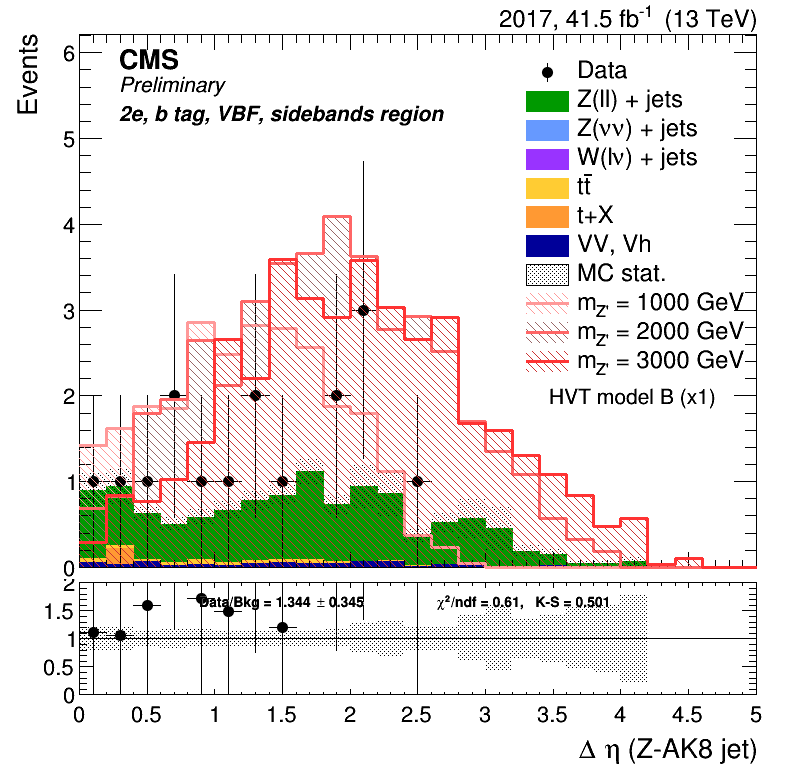 2017, 41.5 fb⁻¹ (13 TeV)
Events
CMS
Preliminary
2e, b tag, VBF, sidebands region
Data
Z(ll) + jets
Z(νν) + jets
W(lν) + jets
tt̄
t+X
VV, Vh
MC stat.
m_Z' = 1000 GeV
m_Z' = 2000 GeV
m_Z' = 3000 GeV
HVT model B (x1)
6
5
4
3
2
1
0
Data/Bkg = 1.344 ± 0.345
χ²/ndf = 0.61, K-S = 0.501
2
1.5
1
0.5
0
0 0.5 1 1.5 2 2.5 3 3.5 4 4.5 5
Δ η (Z-AK8 jet)